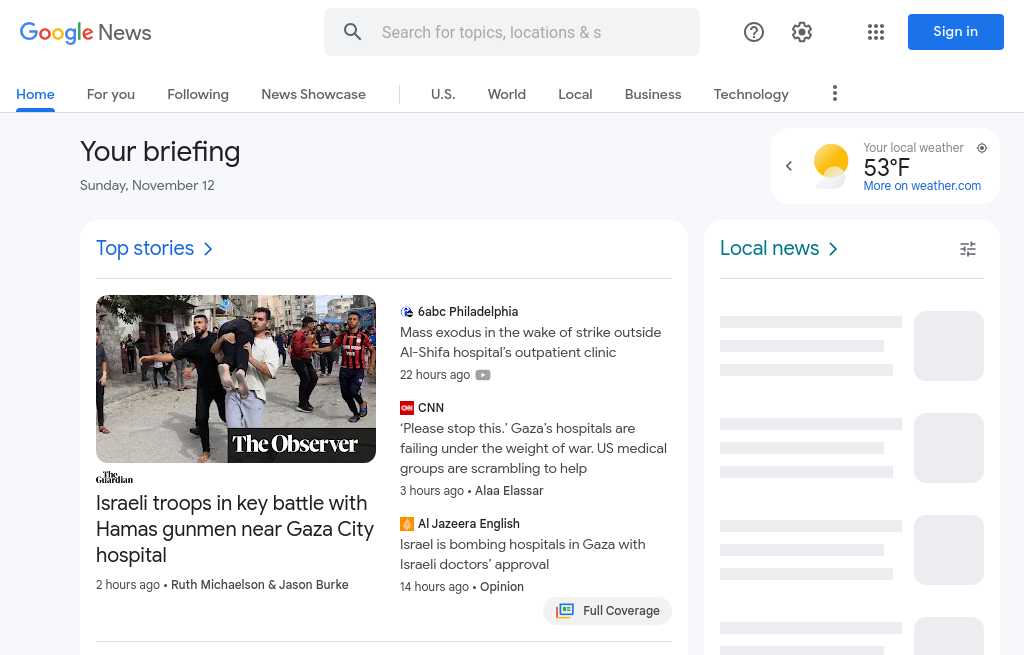 Google News
Search for topics, locations & s
Sign in
Home
For you
Following
News Showcase
U.S.
World
Local
Business
Technology
Your briefing
Sunday, November 12
Your local weather
53°F
More on weather.com
Top stories
The Observer
The
Guardian
Israeli troops in key battle with
Hamas gunmen near Gaza City
hospital
2 hours ago • Ruth Michaelson & Jason Burke
6abc Philadelphia
Mass exodus in the wake of strike outside
Al-Shifa hospital's outpatient clinic
22 hours ago
CNN
CNN
‘Please stop this.’ Gaza’s hospitals are
failing under the weight of war. US medical
groups are scrambling to help
3 hours ago • Alaa Elassar
Al Jazeera English
Israel is bombing hospitals in Gaza with
Israeli doctors’ approval
14 hours ago • Opinion
Full Coverage
Local news